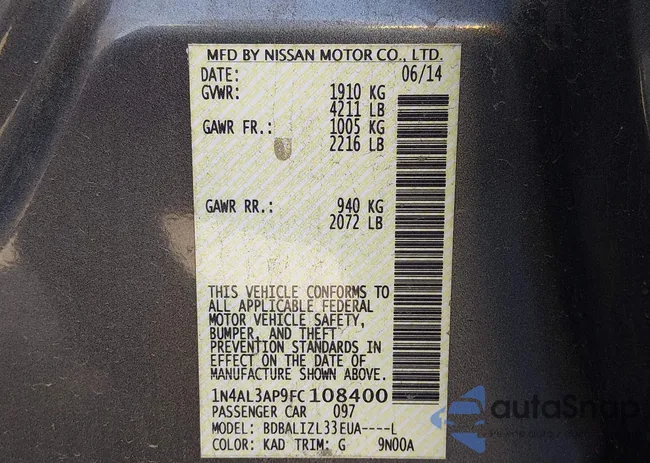 MFD BY NISSAN MOTOR CO., LTD.
DATE: 06/14
GVWR: 1910 KG
4211 LB
GAWR FR.: 1005 KG
2216 LB
GAWR RR.: 940 KG
2072 LB
THIS VEHICLE CONFORMS TO
ALL APPLICABLE FEDERAL
MOTOR VEHICLE SAFETY,
BUMPER, AND THEFT
PREVENTION STANDARDS IN
EFFECT ON THE DATE OF
MANUFACTURE SHOWN ABOVE.
1N4AL3AP9FC108400
PASSENGER CAR 097
MODEL: BDBALIZL33EUA----L
COLOR: KAD TRIM: G 9N00A
autoSnap